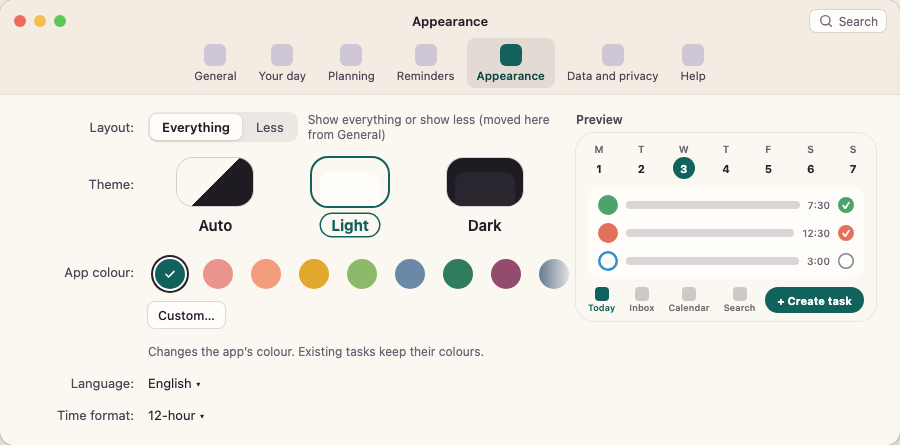 Appearance
Search
General
Your day
Planning
Reminders
Appearance
Data and privacy
Help
Layout:
Everything
Less
Show everything or show less (moved here
from General)
Theme:
Auto
Light
Dark
App colour:
Custom...
Changes the app's colour. Existing tasks keep their colours.
Language:
English
Time format:
12-hour
Preview
M T W T F S S
1 2 3 4 5 6 7
7:30
12:30
3:00
Today
Inbox
Calendar
Search
+ Create task